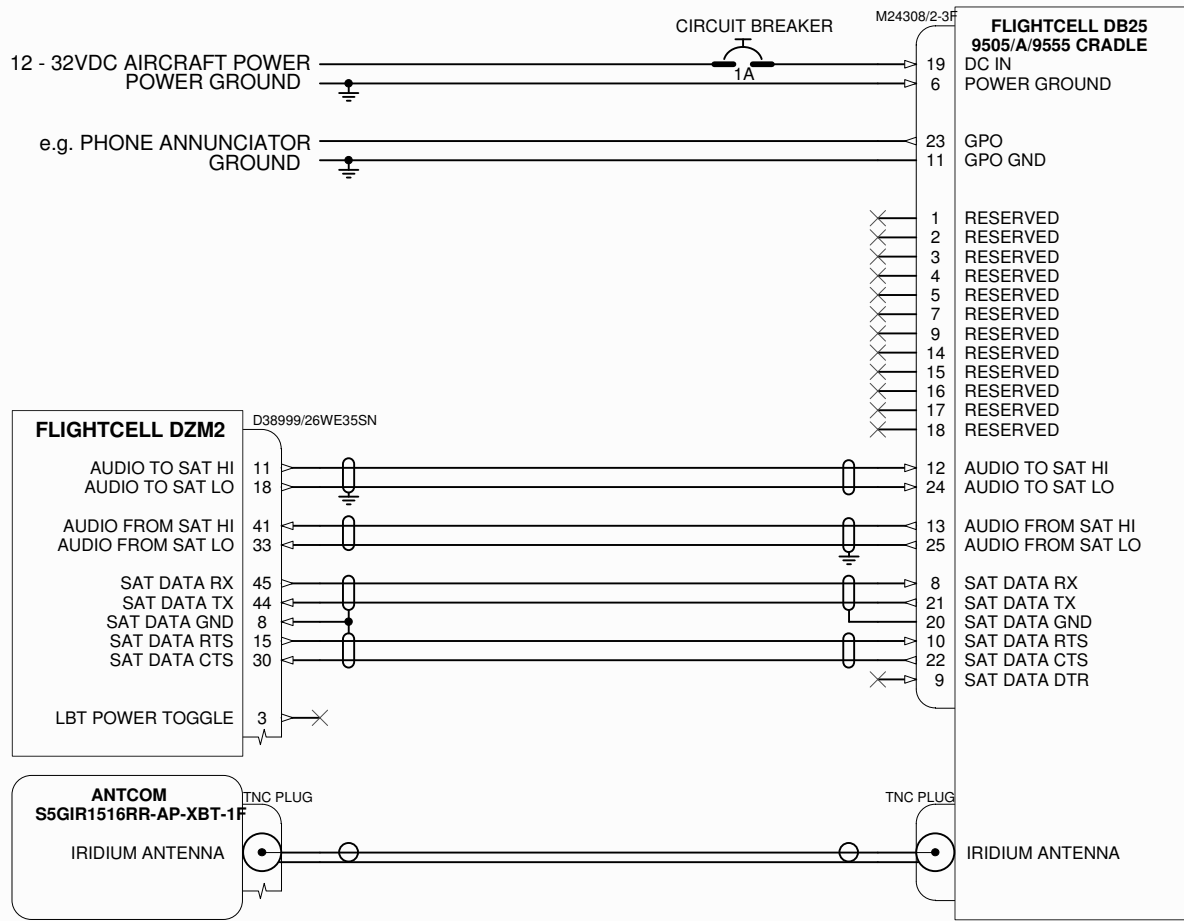 CIRCUIT BREAKER
M24308/2-3F
FLIGHTCELL DB25
9505/A/9555 CRADLE
12 - 32VDC AIRCRAFT POWER
1A
19 DC IN
POWER GROUND
6 POWER GROUND
e.g. PHONE ANNUNCIATOR
23 GPO
GROUND
11 GPO GND
1 RESERVED
2 RESERVED
3 RESERVED
4 RESERVED
5 RESERVED
7 RESERVED
9 RESERVED
14 RESERVED
15 RESERVED
16 RESERVED
17 RESERVED
18 RESERVED
FLIGHTCELL DZM2
D38999/26WE35SN
AUDIO TO SAT HI 11
12 AUDIO TO SAT HI
AUDIO TO SAT LO 18
24 AUDIO TO SAT LO
AUDIO FROM SAT HI 41
13 AUDIO FROM SAT HI
AUDIO FROM SAT LO 33
25 AUDIO FROM SAT LO
SAT DATA RX 45
8 SAT DATA RX
SAT DATA TX 44
21 SAT DATA TX
SAT DATA GND 8
20 SAT DATA GND
SAT DATA RTS 15
10 SAT DATA RTS
SAT DATA CTS 30
22 SAT DATA CTS
9 SAT DATA DTR
LBT POWER TOGGLE 3
ANTCOM
S5GIR1516RR-AP-XBT-1F
TNC PLUG
TNC PLUG
IRIDIUM ANTENNA
IRIDIUM ANTENNA